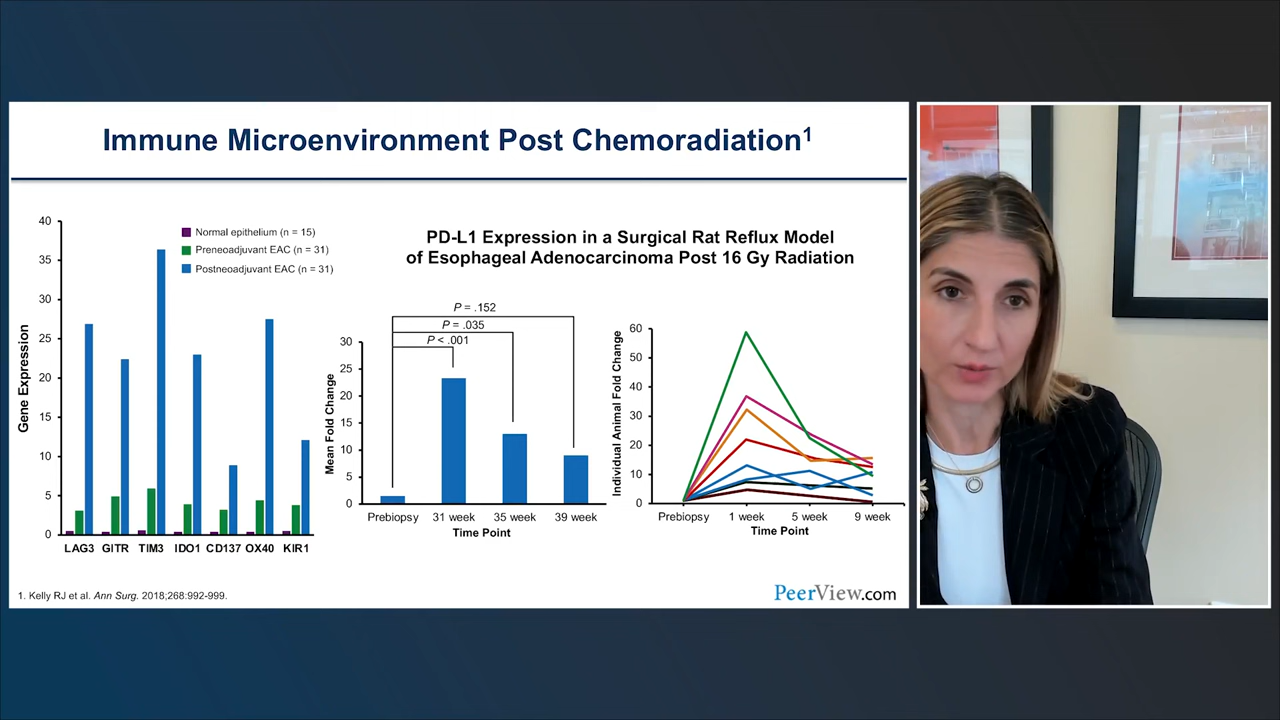 Immune Microenvironment Post Chemoradiation1
40
35
30
25
20
15
10
5
0
Gene Expression
Normal epithelium (n = 15)
Preneoadjuvant EAC (n = 31)
Postneoadjuvant EAC (n = 31)
LAG3 GITR TIM3 IDO1 CD137 OX40 KIR1
PD-L1 Expression in a Surgical Rat Reflux Model
of Esophageal Adenocarcinoma Post 16 Gy Radiation
P = .152
P = .035
P < .001
30
25
20
15
10
5
0
Mean Fold Change
Prebiopsy 31 week 35 week 39 week
Time Point
60
50
40
30
20
10
0
Individual Animal Fold Change
Prebiopsy 1 week 5 week 9 week
Time Point
1. Kelly RJ et al. Ann Surg. 2018;268:992-999.
PeerView.com